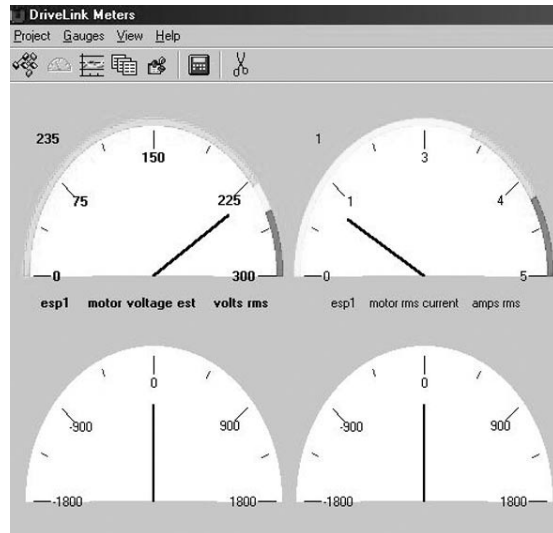 DriveLink Meters
Project Gauges View Help
235 150 1 3
75 225 1 4
0 300 0 5
esp1 motor voltage est volts rms esp1 motor rms current amps rms
0 0
-900 900 -900 900
-1800 1800 -1800 1800